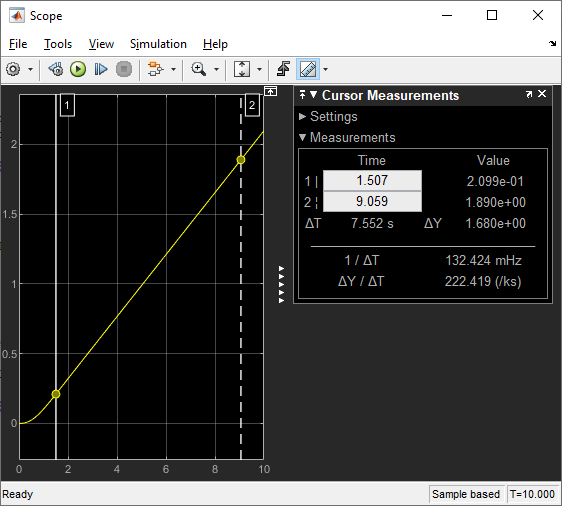 Scope
File Tools View Simulation Help
Cursor Measurements
Settings
Measurements
Time Value
1 | 1.507 2.099e-01
2 ¦ 9.059 1.890e+00
ΔT 7.552 s ΔY 1.680e+00
1 / ΔT 132.424 mHz
ΔY / ΔT 222.419 (/ks)
1 2
2
1.5
1
0.5
0
0 2 4 6 8 10
Ready Sample based T=10.000